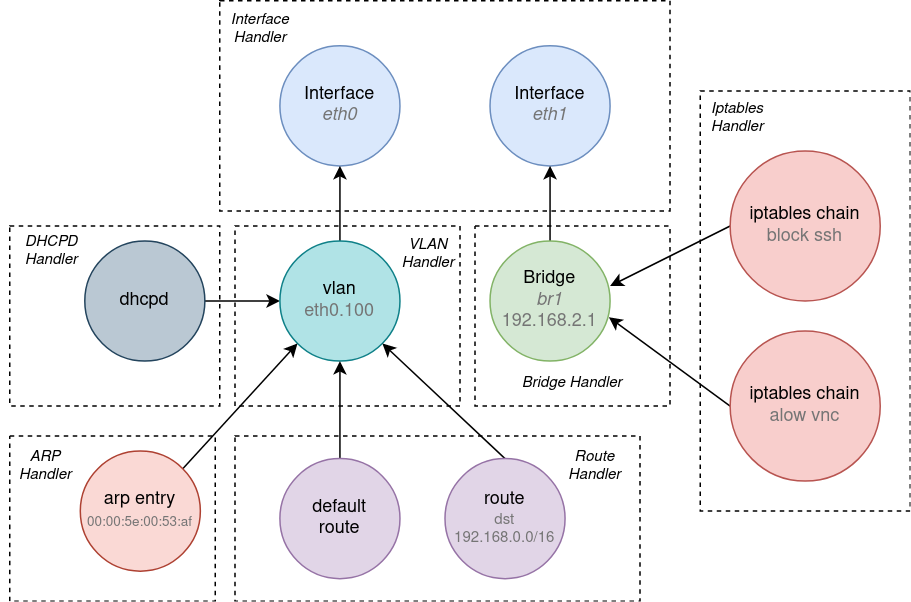 Interface
Handler
Interface
eth0
Interface
eth1
Iptables
Handler
iptables chain
block ssh
DHCPD
Handler
dhcpd
VLAN
Handler
vlan
eth0.100
Bridge
br1
192.168.2.1
Bridge Handler
iptables chain
alow vnc
ARP
Handler
arp entry
00:00:5e:00:53:af
default
route
Route
Handler
route
dst
192.168.0.0/16